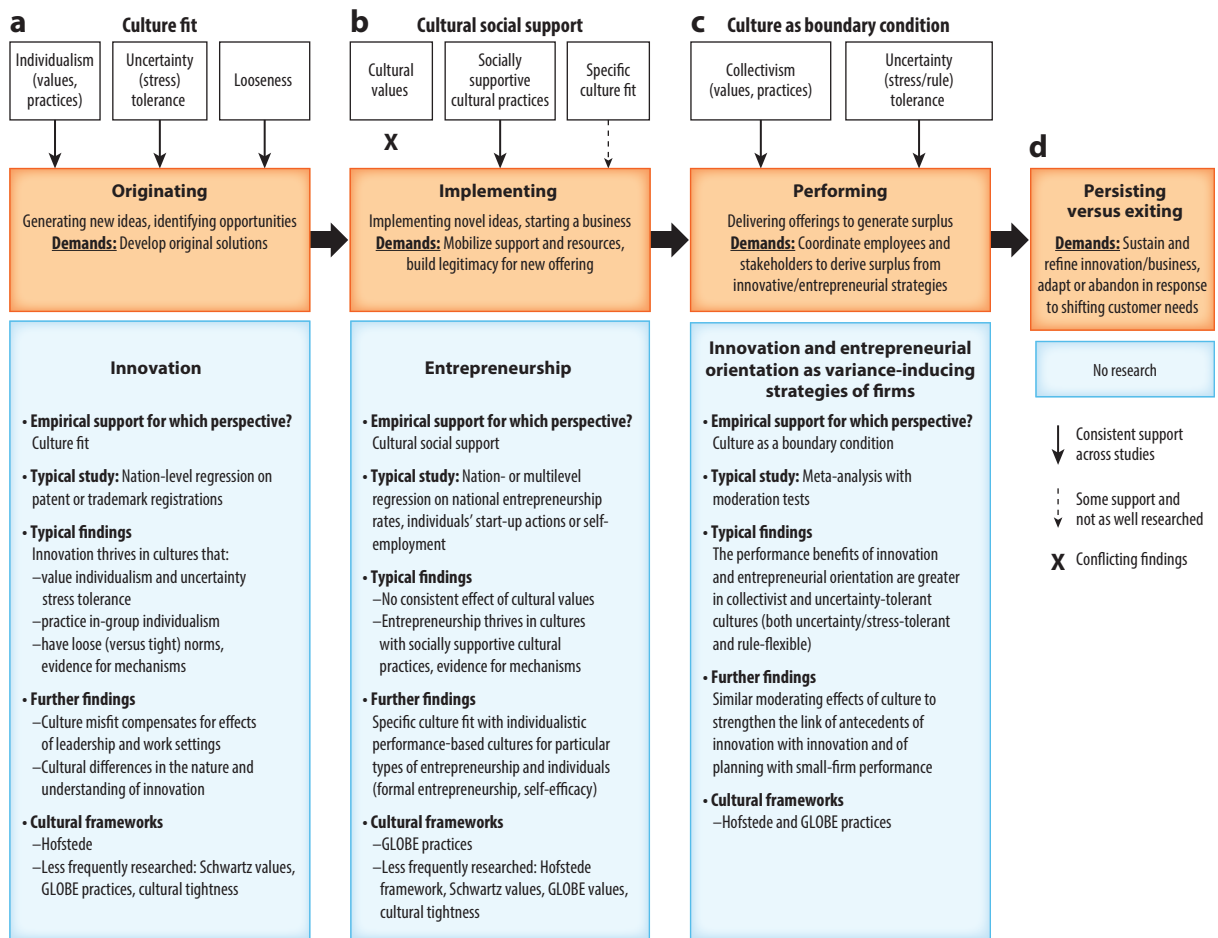 a
Culture fit
Individualism
(values,
practices)
Uncertainty
(stress)
tolerance
Looseness
Originating
Generating new ideas, identifying opportunities
Demands: Develop original solutions
Innovation
• Empirical support for which perspective?
Culture fit
• Typical study: Nation-level regression on
patent or trademark registrations
• Typical findings
Innovation thrives in cultures that:
–value individualism and uncertainty
stress tolerance
–practice in-group individualism
–have loose (versus tight) norms,
evidence for mechanisms
• Further findings
–Culture misfit compensates for effects
of leadership and work settings
–Cultural differences in the nature and
understanding of innovation
• Cultural frameworks
–Hofstede
–Less frequently researched: Schwartz values,
GLOBE practices, cultural tightness
b
Cultural social support
Cultural
values
Socially
supportive
cultural practices
Specific
culture fit
X
Implementing
Implementing novel ideas, starting a business
Demands: Mobilize support and resources,
build legitimacy for new offering
Entrepreneurship
• Empirical support for which perspective?
Cultural social support
• Typical study: Nation- or multilevel
regression on national entrepreneurship
rates, individuals’ start-up actions or self-
employment
• Typical findings
–No consistent effect of cultural values
–Entrepreneurship thrives in cultures
with socially supportive cultural
practices, evidence for mechanisms
• Further findings
Specific culture fit with individualistic
performance-based cultures for particular
types of entrepreneurship and individuals
(formal entrepreneurship, self-efficacy)
• Cultural frameworks
–GLOBE practices
–Less frequently researched: Hofstede
framework, Schwartz values, GLOBE values,
cultural tightness
c
Culture as boundary condition
Collectivism
(values, practices)
Uncertainty
(stress/rule)
tolerance
Performing
Delivering offerings to generate surplus
Demands: Coordinate employees and
stakeholders to derive surplus from
innovative/entrepreneurial strategies
Innovation and entrepreneurial
orientation as variance-inducing
strategies of firms
• Empirical support for which perspective?
Culture as a boundary condition
• Typical study: Meta-analysis with
moderation tests
• Typical findings
The performance benefits of innovation
and entrepreneurial orientation are greater
in collectivist and uncertainty-tolerant
cultures (both uncertainty/stress-tolerant
and rule-flexible)
• Further findings
Similar moderating effects of culture to
strengthen the link of antecedents of
innovation with innovation and of
planning with small-firm performance
• Cultural frameworks
–Hofstede and GLOBE practices
d
Persisting
versus exiting
Demands: Sustain and
refine innovation/business,
adapt or abandon in response
to shifting customer needs
No research
Consistent support
across studies
Some support and
not as well researched
X Conflicting findings